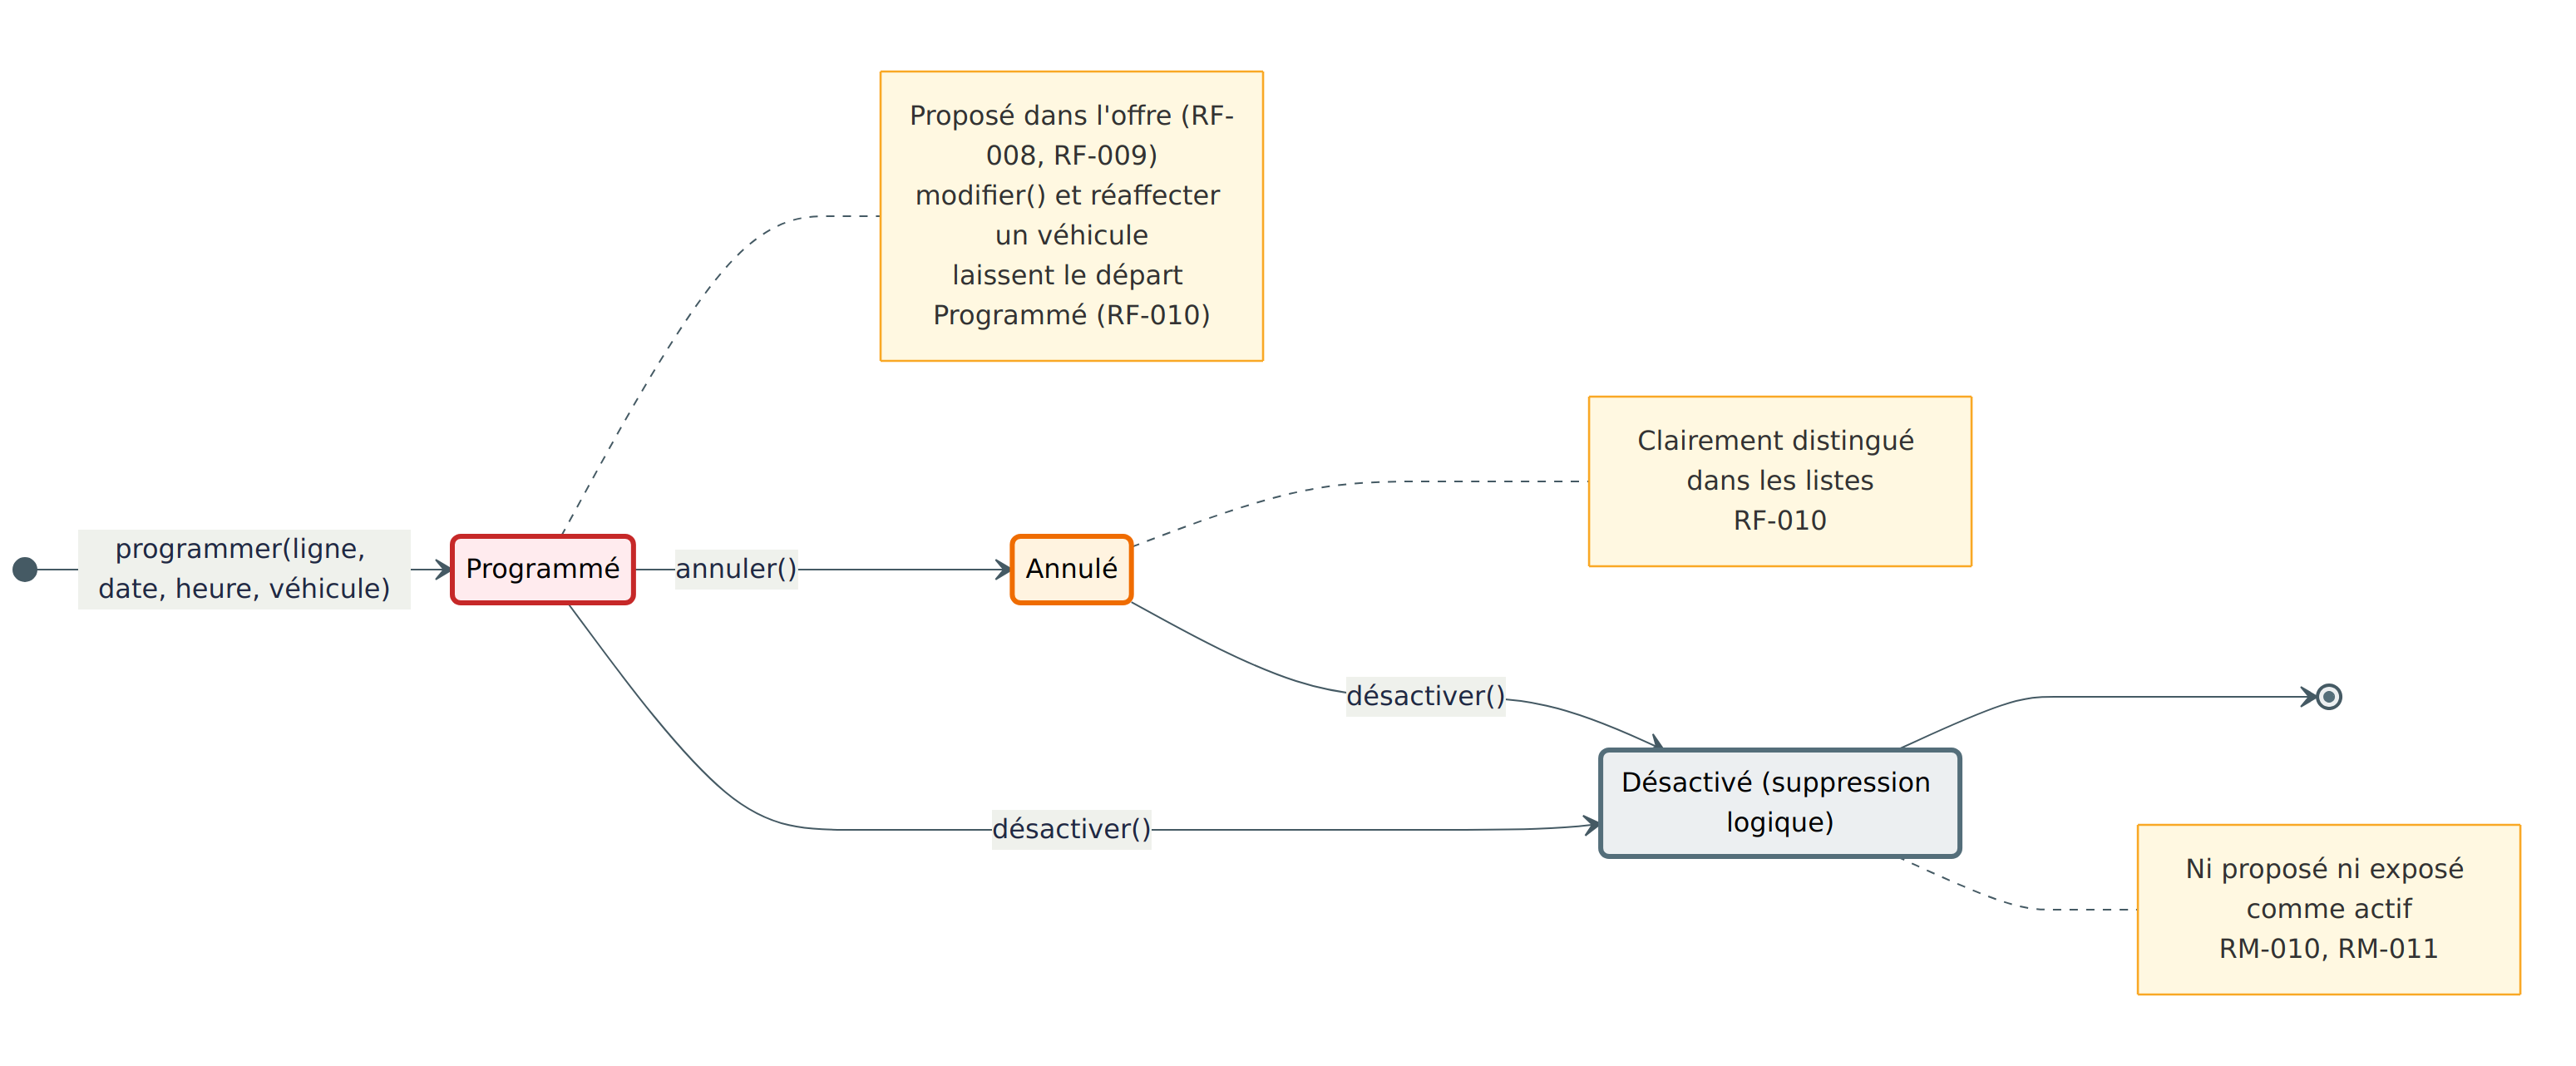 Proposé dans l'offre (RF-
008, RF-009)
modifier() et réaffecter
un véhicule
laissent le départ
Programmé (RF-010)
Clairement distingué
dans les listes
RF-010
programmer(ligne,
date, heure, véhicule)
Programmé
annuler()
Annulé
désactiver()
Désactivé (suppression
logique)
désactiver()
Ni proposé ni exposé
comme actif
RM-010, RM-011